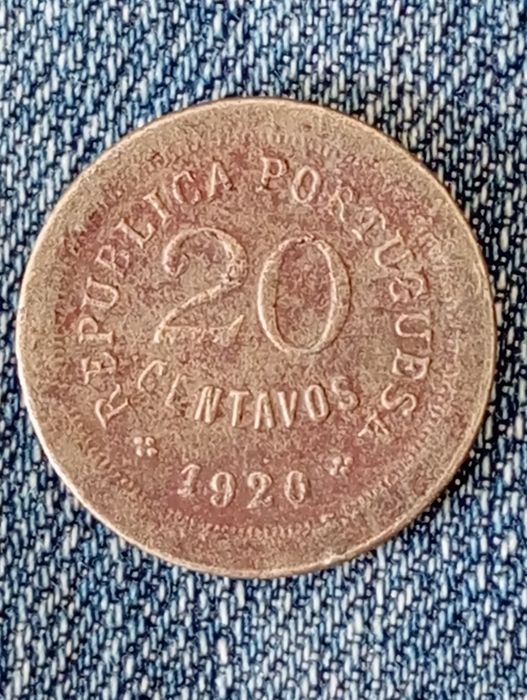 REPUBLICA PORTUGUESA
20
CENTAVOS
1920